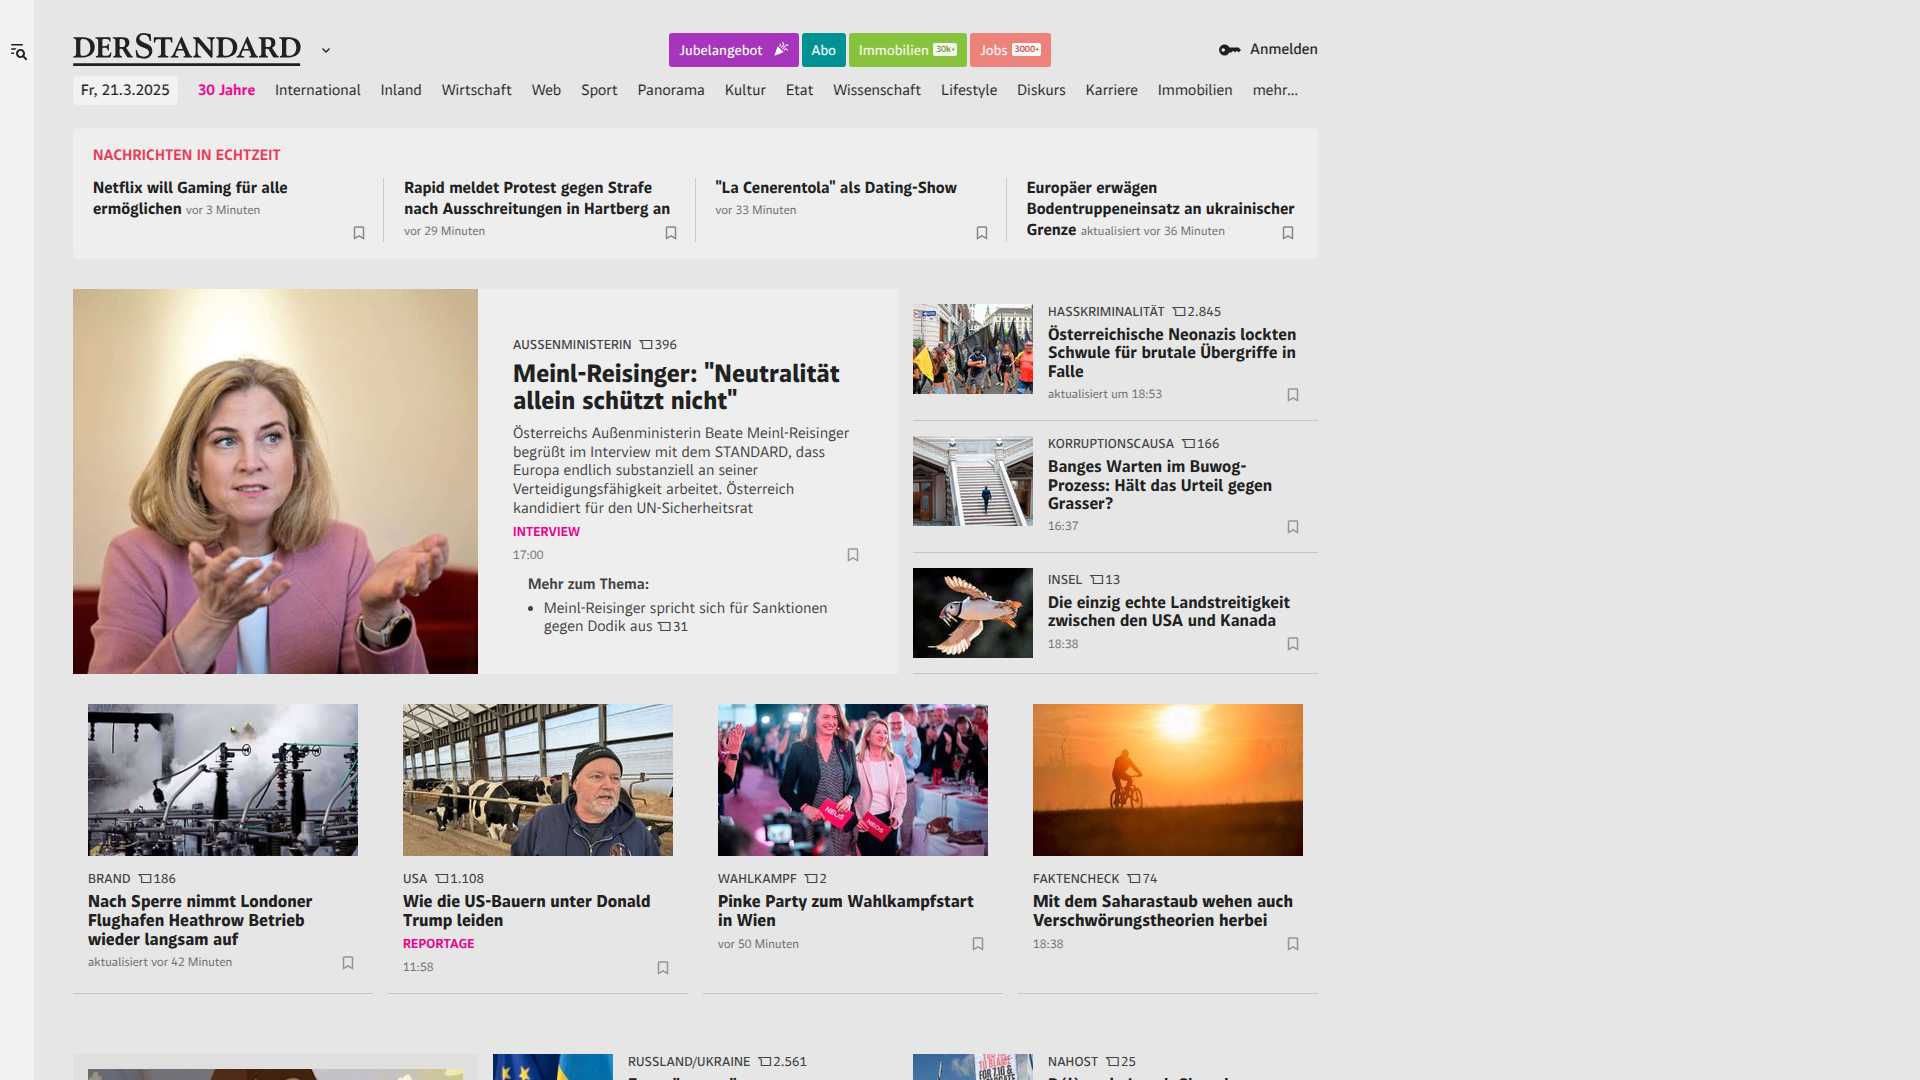 DERSTANDARD
Jubelangebot
Abo
Immobilien 30k+
Jobs 3000+
Anmelden
Fr, 21.3.2025
30 Jahre
International
Inland
Wirtschaft
Web
Sport
Panorama
Kultur
Etat
Wissenschaft
Lifestyle
Diskurs
Karriere
Immobilien
mehr...
NACHRICHTEN IN ECHTZEIT
Netflix will Gaming für alle
ermöglichen vor 3 Minuten
Rapid meldet Protest gegen Strafe
nach Ausschreitungen in Hartberg an
vor 29 Minuten
"La Cenerentola" als Dating-Show
vor 33 Minuten
Europäer erwägen
Bodentruppeneinsatz an ukrainischer
Grenze aktualisiert vor 36 Minuten
AUSSENMINISTERIN 396
Meinl-Reisinger: "Neutralität
allein schützt nicht"
Österreichs Außenministerin Beate Meinl-Reisinger
begrüßt im Interview mit dem STANDARD, dass
Europa endlich substanziell an seiner
Verteidigungsfähigkeit arbeitet. Österreich
kandidiert für den UN-Sicherheitsrat
INTERVIEW
17:00
Mehr zum Thema:
• Meinl-Reisinger spricht sich für Sanktionen
gegen Dodik aus 31
HASSKRIMINALITÄT 2.845
Österreichische Neonazis lockten
Schwule für brutale Übergriffe in
Falle
aktualisiert um 18:53
KORRUPTIONSCAUSA 166
Banges Warten im Buwog-
Prozess: Hält das Urteil gegen
Grasser?
16:37
INSEL 13
Die einzig echte Landstreitigkeit
zwischen den USA und Kanada
18:38
BRAND 186
Nach Sperre nimmt Londoner
Flughafen Heathrow Betrieb
wieder langsam auf
aktualisiert vor 42 Minuten
USA 1.108
Wie die US-Bauern unter Donald
Trump leiden
REPORTAGE
11:58
NEOS
NEOS
WAHLKAMPF 2
Pinke Party zum Wahlkampfstart
in Wien
vor 50 Minuten
FAKTENCHECK 74
Mit dem Saharastaub wehen auch
Verschwörungstheorien herbei
18:38
RUSSLAND/UKRAINE 2.561
NAHOST 25